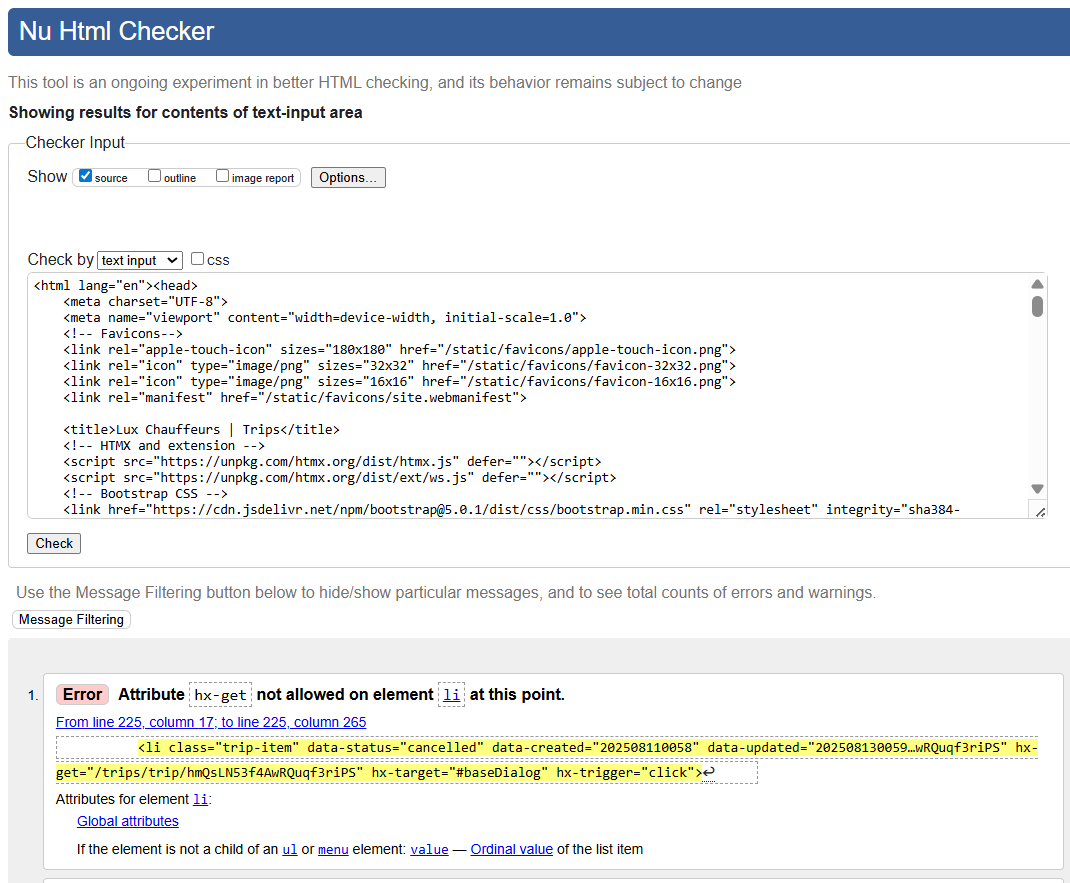 Nu Html Checker
This tool is an ongoing experiment in better HTML checking, and its behavior remains subject to change
Showing results for contents of text-input area
Checker Input
Show source outline image report Options...
Check by text input css
<html lang="en"><head>
<meta charset="UTF-8">
<meta name="viewport" content="width=device-width, initial-scale=1.0">
<!-- Favicons-->
<link rel="apple-touch-icon" sizes="180x180" href="/static/favicons/apple-touch-icon.png">
<link rel="icon" type="image/png" sizes="32x32" href="/static/favicons/favicon-32x32.png">
<link rel="icon" type="image/png" sizes="16x16" href="/static/favicons/favicon-16x16.png">
<link rel="manifest" href="/static/favicons/site.webmanifest">
<title>Lux Chauffeurs | Trips</title>
<!-- HTMX and extension -->
<script src="https://unpkg.com/htmx.org/dist/htmx.js" defer=""></script>
<script src="https://unpkg.com/htmx.org/dist/ext/ws.js" defer=""></script>
<!-- Bootstrap CSS -->
<link href="https://cdn.jsdelivr.net/npm/bootstrap@5.0.1/dist/css/bootstrap.min.css" rel="stylesheet" integrity="sha384-
Check
Use the Message Filtering button below to hide/show particular messages, and to see total counts of errors and warnings.
Message Filtering
1. Error Attribute hx-get not allowed on element li at this point.
From line 225, column 17; to line 225, column 265
<li class="trip-item" data-status="cancelled" data-created="202508110058" data-updated="202508130059…wRQuqf3riPS" hx-
get="/trips/trip/hmQsLN53f4AwRQuqf3riPS" hx-target="#baseDialog" hx-trigger="click">↩
Attributes for element li:
Global attributes
If the element is not a child of an ul or menu element: value — Ordinal value of the list item